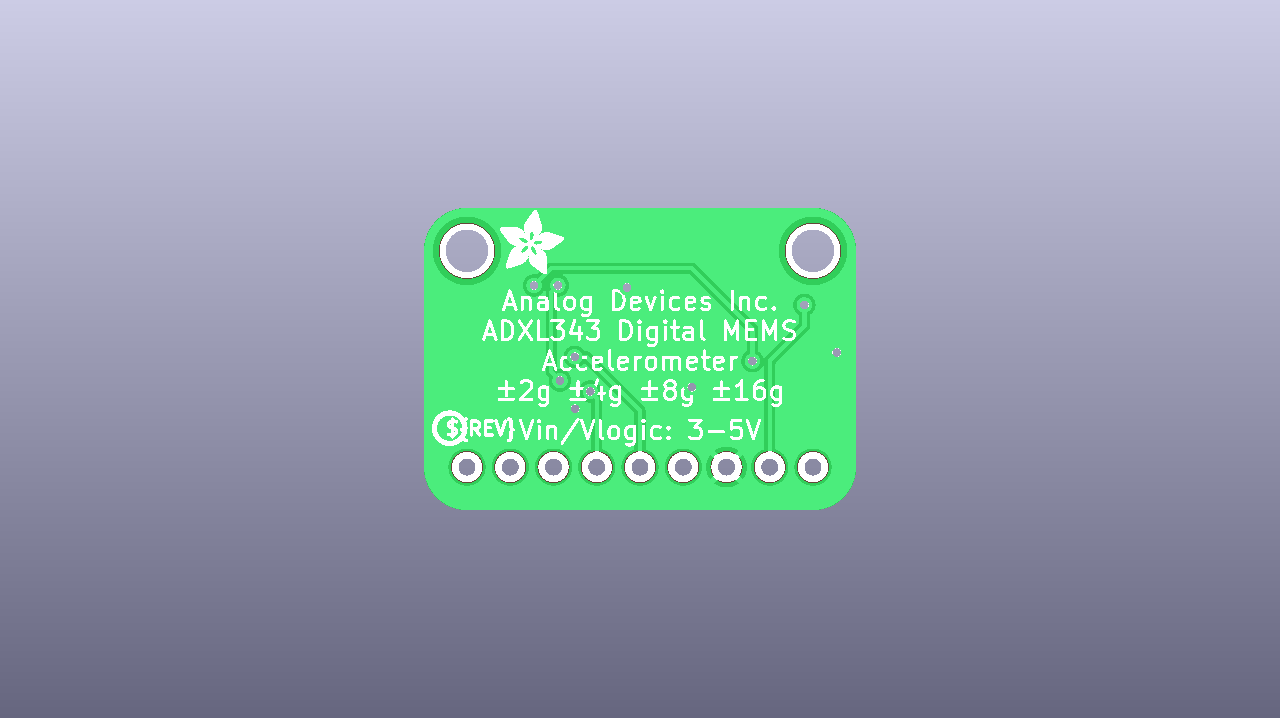 Analog Devices Inc.
ADXL343 Digital MEMS
Accelerometer
±2g ±4g ±8g ±16g
${REV} Vin/Vlogic: 3-5V